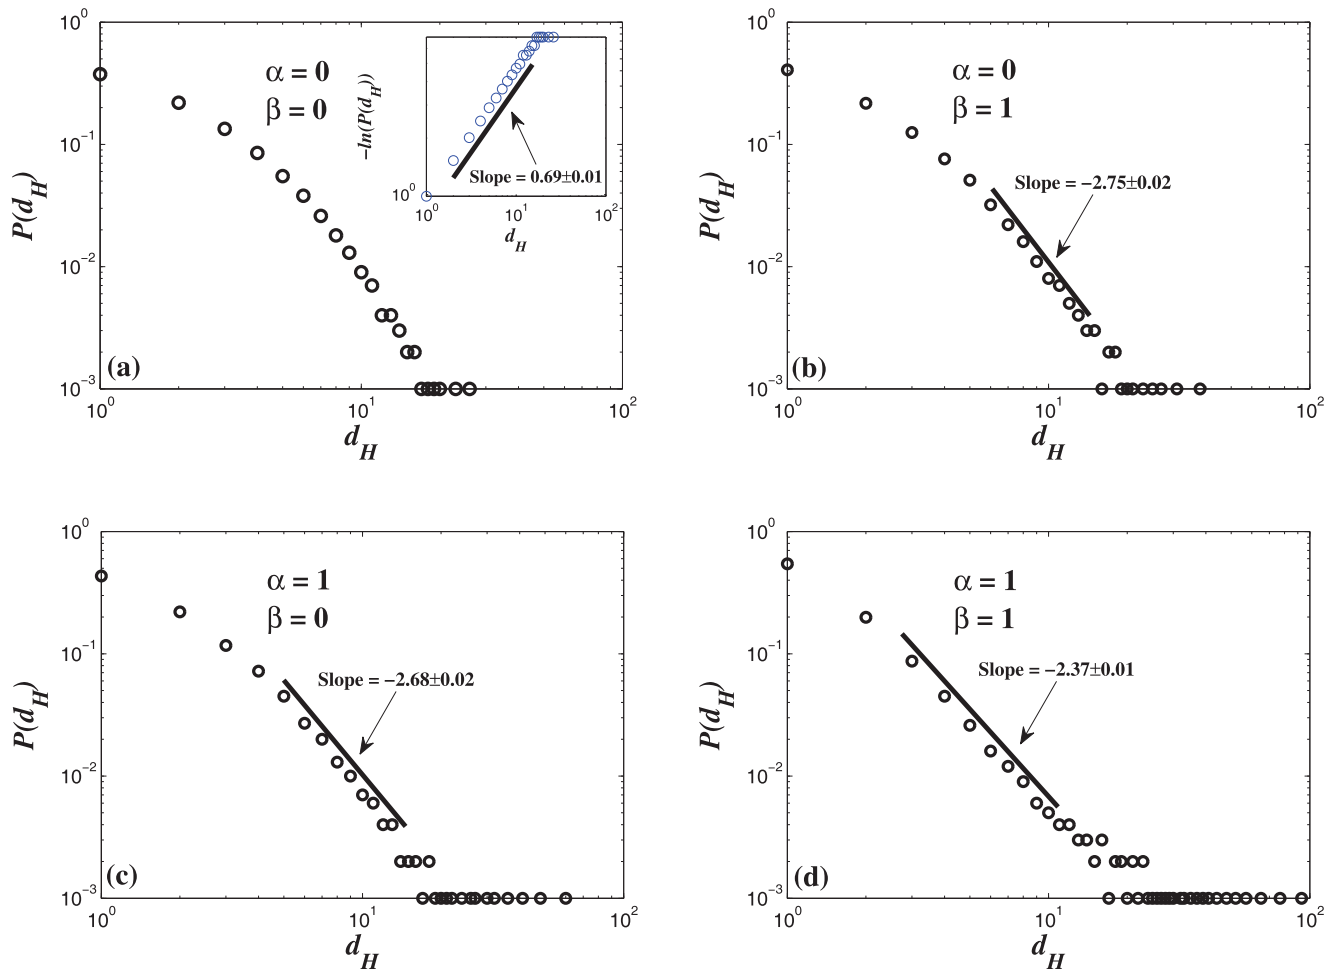 10^0
10^-1
10^-2
10^-3
P(d_H)
α = 0
β = 0
-ln(P(d_H))
10^0
Slope = 0.69±0.01
10^0 10^1 10^2
d_H
(a)
10^0 10^1 10^2
d_H
10^0
10^-1
10^-2
10^-3
P(d_H)
α = 0
β = 1
Slope = −2.75±0.02
(b)
10^0 10^1 10^2
d_H
10^0
10^-1
10^-2
10^-3
P(d_H)
α = 1
β = 0
Slope = −2.68±0.02
(c)
10^0 10^1 10^2
d_H
10^0
10^-1
10^-2
10^-3
P(d_H)
α = 1
β = 1
Slope = −2.37±0.01
(d)
10^0 10^1 10^2
d_H